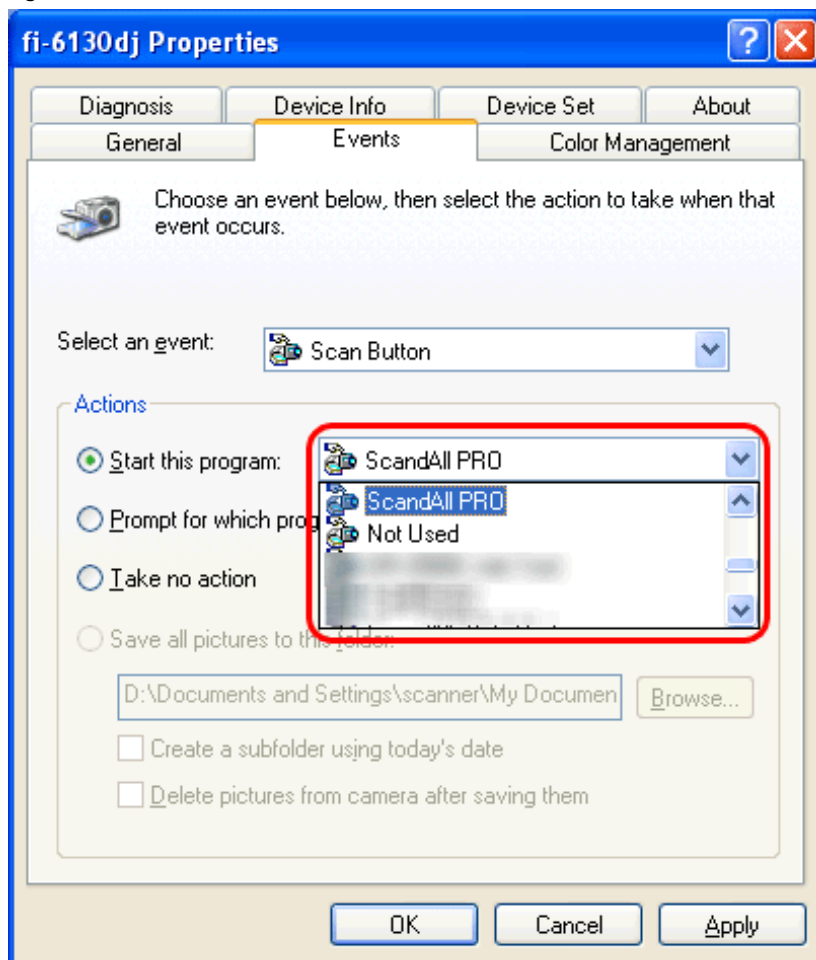 fi-6130dj Properties
Diagnosis Device Info Device Set About
General Events Color Management
Choose an event below, then select the action to take when that
event occurs.
Select an event: Scan Button
Actions
Start this program: ScandAll PRO
ScandAll PRO
Prompt for which prog
Not Used
Take no action
Save all pictures to this folder:
D:\Documents and Settings\scanner\My Documen Browse...
Create a subfolder using today's date
Delete pictures from camera after saving them
OK Cancel Apply